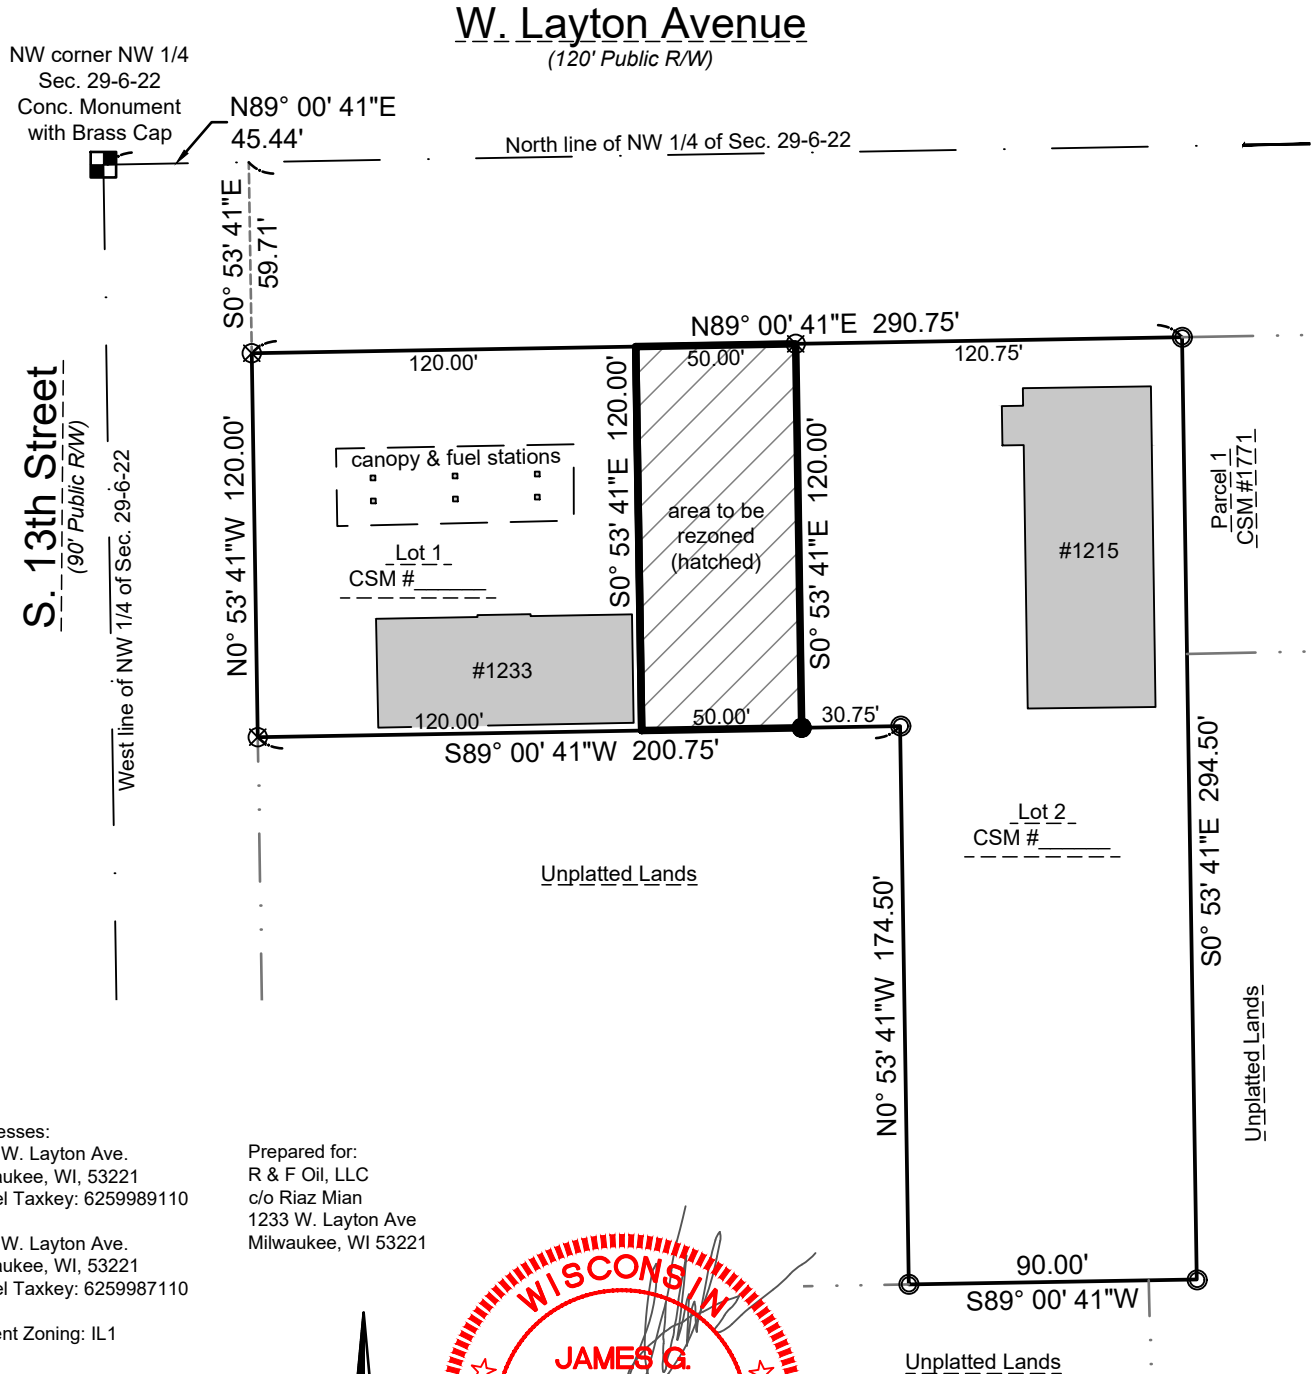 W. Layton Avenue
(120' Public R/W)
NW corner NW 1/4
Sec. 29-6-22
Conc. Monument
with Brass Cap
N89° 00' 41"E
45.44'
North line of NW 1/4 of Sec. 29-6-22
S0° 53' 41"E
59.71'
N89° 00' 41"E 290.75'
120.00'
50.00'
120.75'
S. 13th Street
(90' Public R/W)
West line of NW 1/4 of Sec. 29-6-22
N0° 53' 41"W 120.00'
canopy & fuel stations
Lot 1
CSM #______
#1233
S0° 53' 41"E 120.00'
area to be
rezoned
(hatched)
S0° 53' 41"E 120.00'
#1215
Parcel 1
CSM #1771
120.00'
50.00'
30.75'
S89° 00' 41"W 200.75'
Lot 2
CSM #______
Unplatted Lands
N0° 53' 41"W 174.50'
S0° 53' 41"E 294.50'
Unplatted Lands
esses:
W. Layton Ave.
aukee, WI, 53221
el Taxkey: 6259989110
W. Layton Ave.
aukee, WI, 53221
el Taxkey: 6259987110
ent Zoning: IL1
Prepared for:
R & F Oil, LLC
c/o Riaz Mian
1233 W. Layton Ave
Milwaukee, WI 53221
90.00'
S89° 00' 41"W
WISCONSIN
JAMES G.
Unplatted Lands